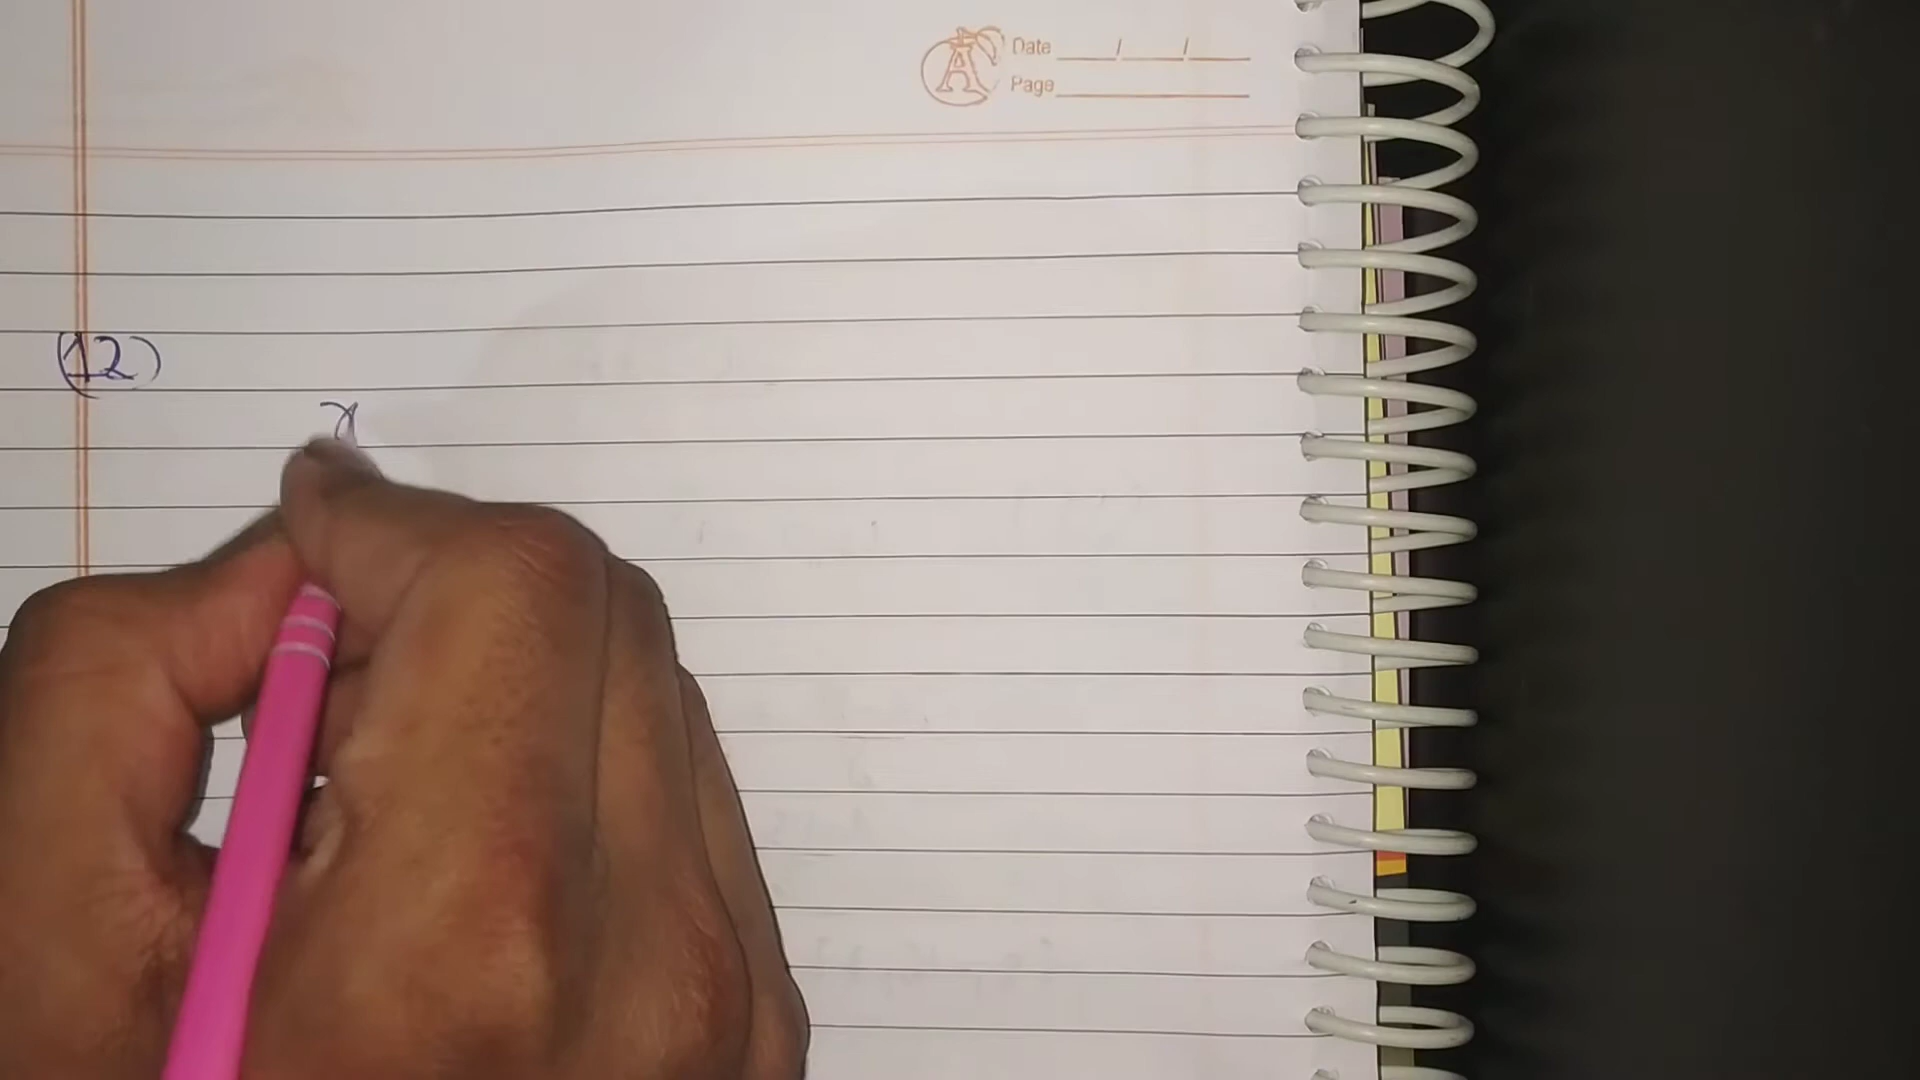 Date / /
Page
(12)
x